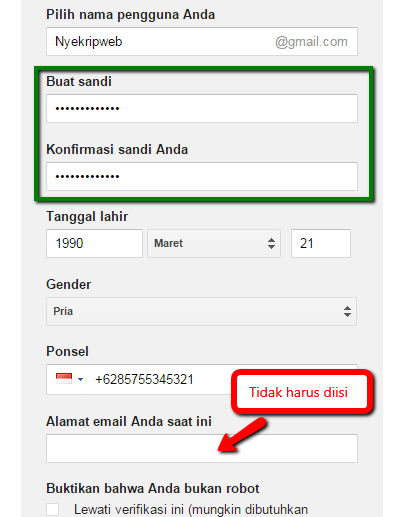 Pilih nama pengguna Anda
Nyekripweb @gmail.com
Buat sandi
•••••••••••••
Konfirmasi sandi Anda
•••••••••••••
Tanggal lahir
1990 Maret 21
Gender
Pria
Ponsel
+6285755345321
Tidak harus diisi
Alamat email Anda saat ini
Buktikan bahwa Anda bukan robot
Lewati verifikasi ini (mungkin dibutuhkan